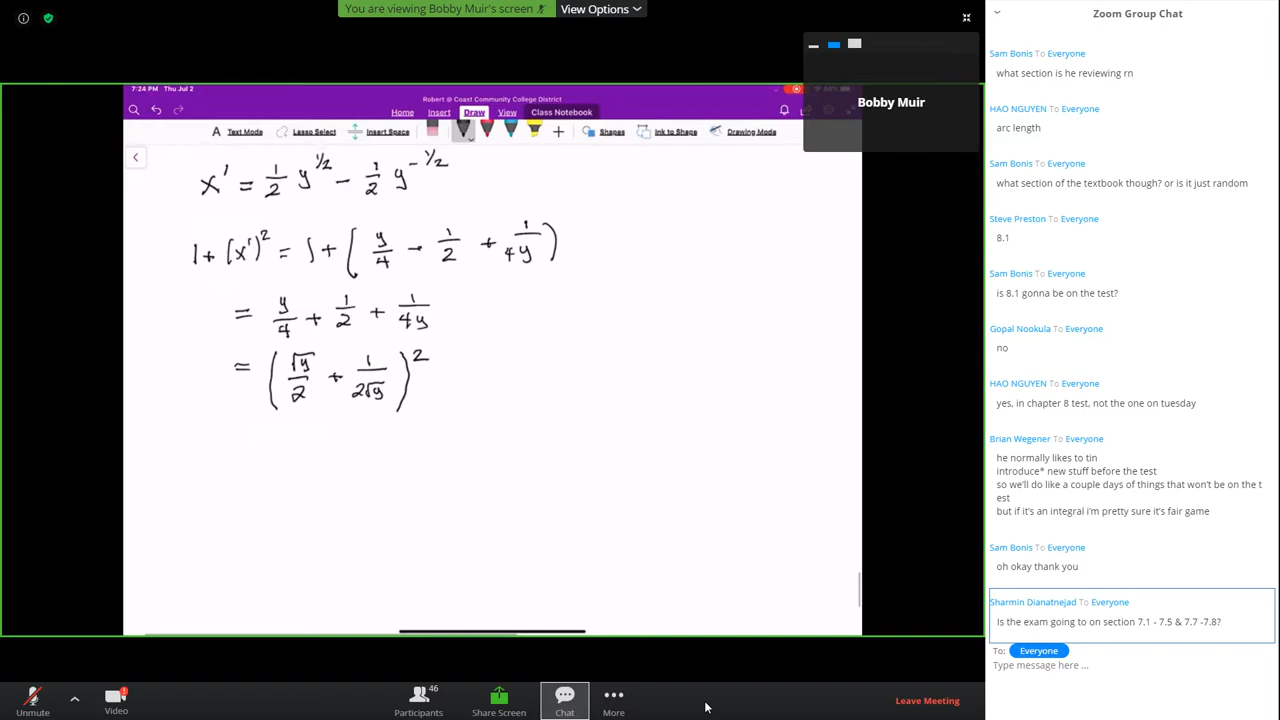 You are viewing Bobby Muir's screen
View Options
Zoom Group Chat
Bobby Muir
7:24 PM Thu Jul 2
Robert @ Coast Community College District
Home Insert Draw View Class Notebook
Text Mode Lasso Select Insert Space Shapes Ink to Shape Drawing Mode
x' = 1/2 y^1/2 - 1/2 y^-1/2
1 + (x')^2 = 1 + (y/4 - 1/2 + 1/4y)
= y/4 + 1/2 + 1/4y
= (√y/2 + 1/2√y)^2
Sam Bonis To Everyone
what section is he reviewing rn
HAO NGUYEN To Everyone
arc length
Sam Bonis To Everyone
what section of the textbook though? or is it just random
Steve Preston To Everyone
8.1
Sam Bonis To Everyone
is 8.1 gonna be on the test?
Gopal Nookula To Everyone
no
HAO NGUYEN To Everyone
yes, in chapter 8 test, not the one on tuesday
Brian Wegener To Everyone
he normally likes to tin
introduce* new stuff before the test
so we'll do like a couple days of things that won't be on the t
est
but if it's an integral i'm pretty sure it's fair game
Sam Bonis To Everyone
oh okay thank you
Sharmin Dianatnejad To Everyone
Is the exam going to on section 7.1 - 7.5 & 7.7 -7.8?
To: Everyone
Type message here ...
Unmute
Video
1
46
Participants
Share Screen
Chat
More
Leave Meeting